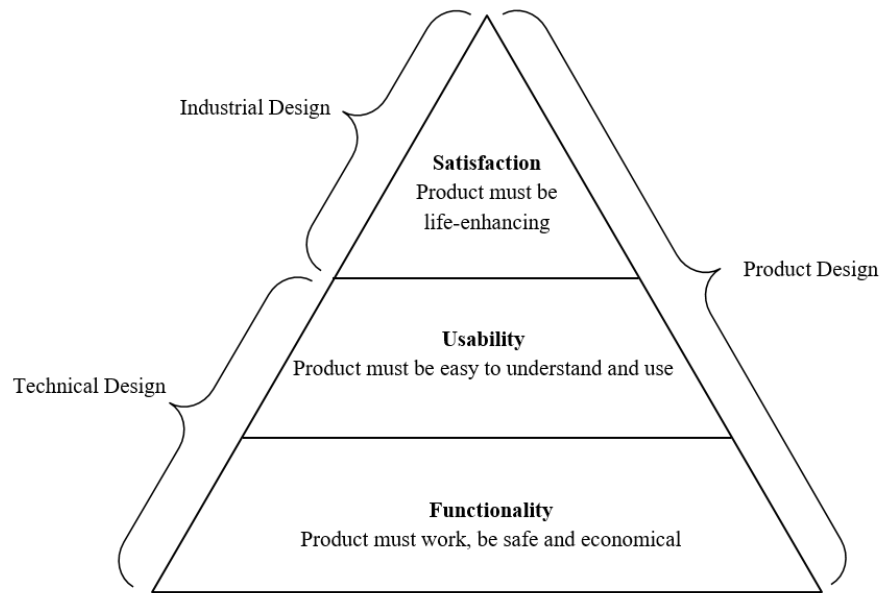 Industrial Design
Satisfaction
Product must be
life-enhancing
Product Design
Usability
Product must be easy to understand and use
Technical Design
Functionality
Product must work, be safe and economical